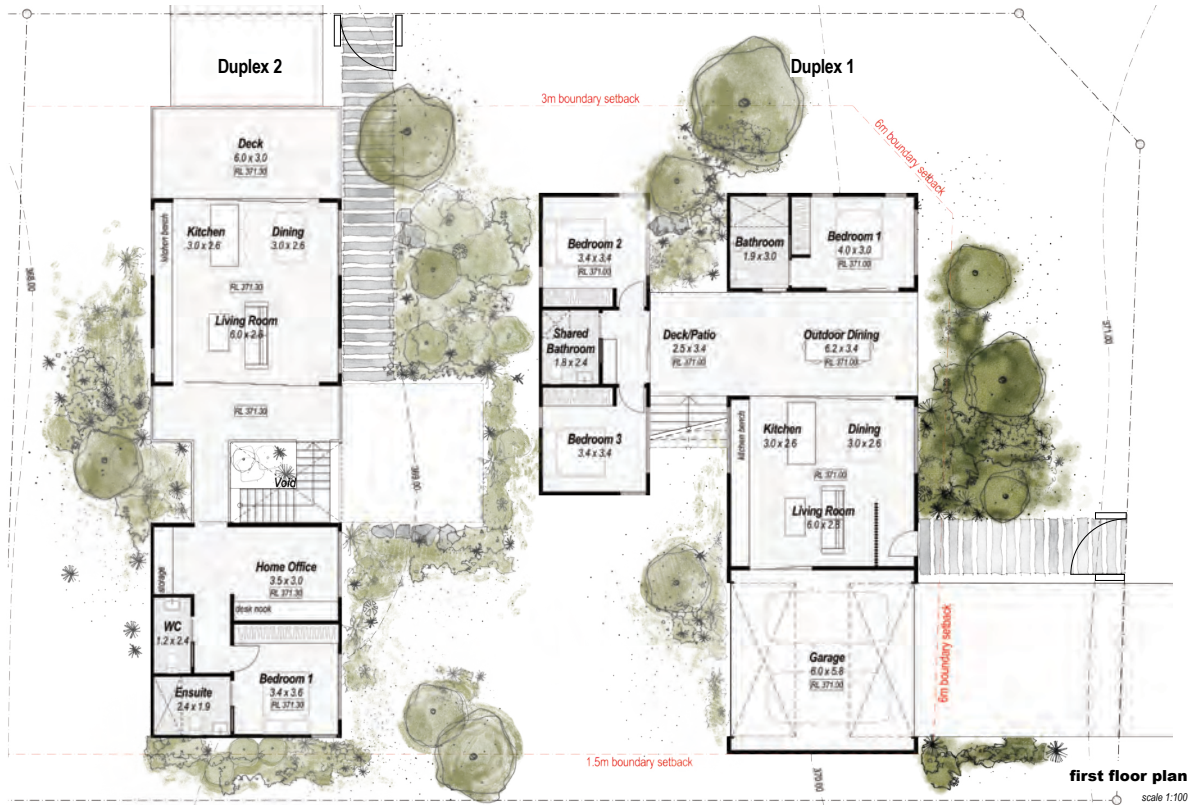 Duplex 2
Duplex 1
3m boundary setback
6m boundary setback
Deck
6.0 x 3.0
RL 371.30
kitchen bench
Kitchen
3.0 x 2.6
Dining
3.0 x 2.6
RL 371.30
Living Room
6.0 x 2.8
RL 371.30
Void
369.00
storage
Home Office
3.5 x 3.0
RL 371.30
desk nook
WC
1.2 x 2.4
Ensuite
2.4 x 1.9
Bedroom 1
3.4 x 3.6
RL 371.30
Bedroom 2
3.4 x 3.4
RL 371.00
Shared
Bathroom
1.8 x 2.4
Bedroom 3
3.4 x 3.4
Bathroom
1.9 x 3.0
Bedroom 1
4.0 x 3.0
RL 371.00
Deck/Patio
2.5 x 3.4
RL 371.00
Outdoor Dining
6.2 x 3.4
RL 371.00
371.00
kitchen bench
Kitchen
3.0 x 2.6
Dining
3.0 x 2.6
RL 371.00
Living Room
6.0 x 2.8
Garage
6.0 x 5.8
RL 371.00
6m boundary setback
1.5m boundary setback
370.00
first floor plan
scale 1:100